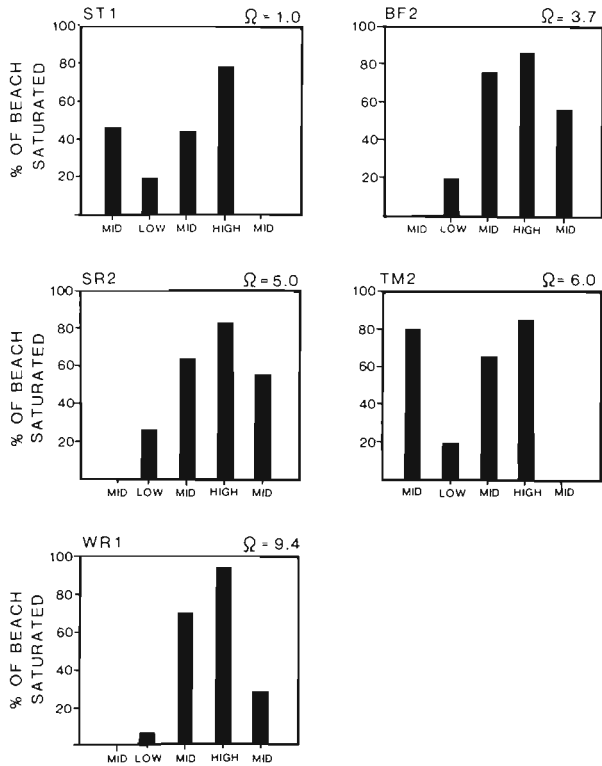 ST1 Ω = 1.0
100
80
60
40
20
% OF BEACH
SATURATED
MID LOW MID HIGH MID
BF2 Ω = 3.7
100
80
60
40
20
MID LOW MID HIGH MID
SR2 Ω = 5.0
100
80
60
40
20
% OF BEACH
SATURATED
MID LOW MID HIGH MID
TM2 Ω = 6.0
100
80
60
40
20
MID LOW MID HIGH MID
WR1 Ω = 9.4
100
80
60
40
20
% OF BEACH
SATURATED
MID LOW MID HIGH MID